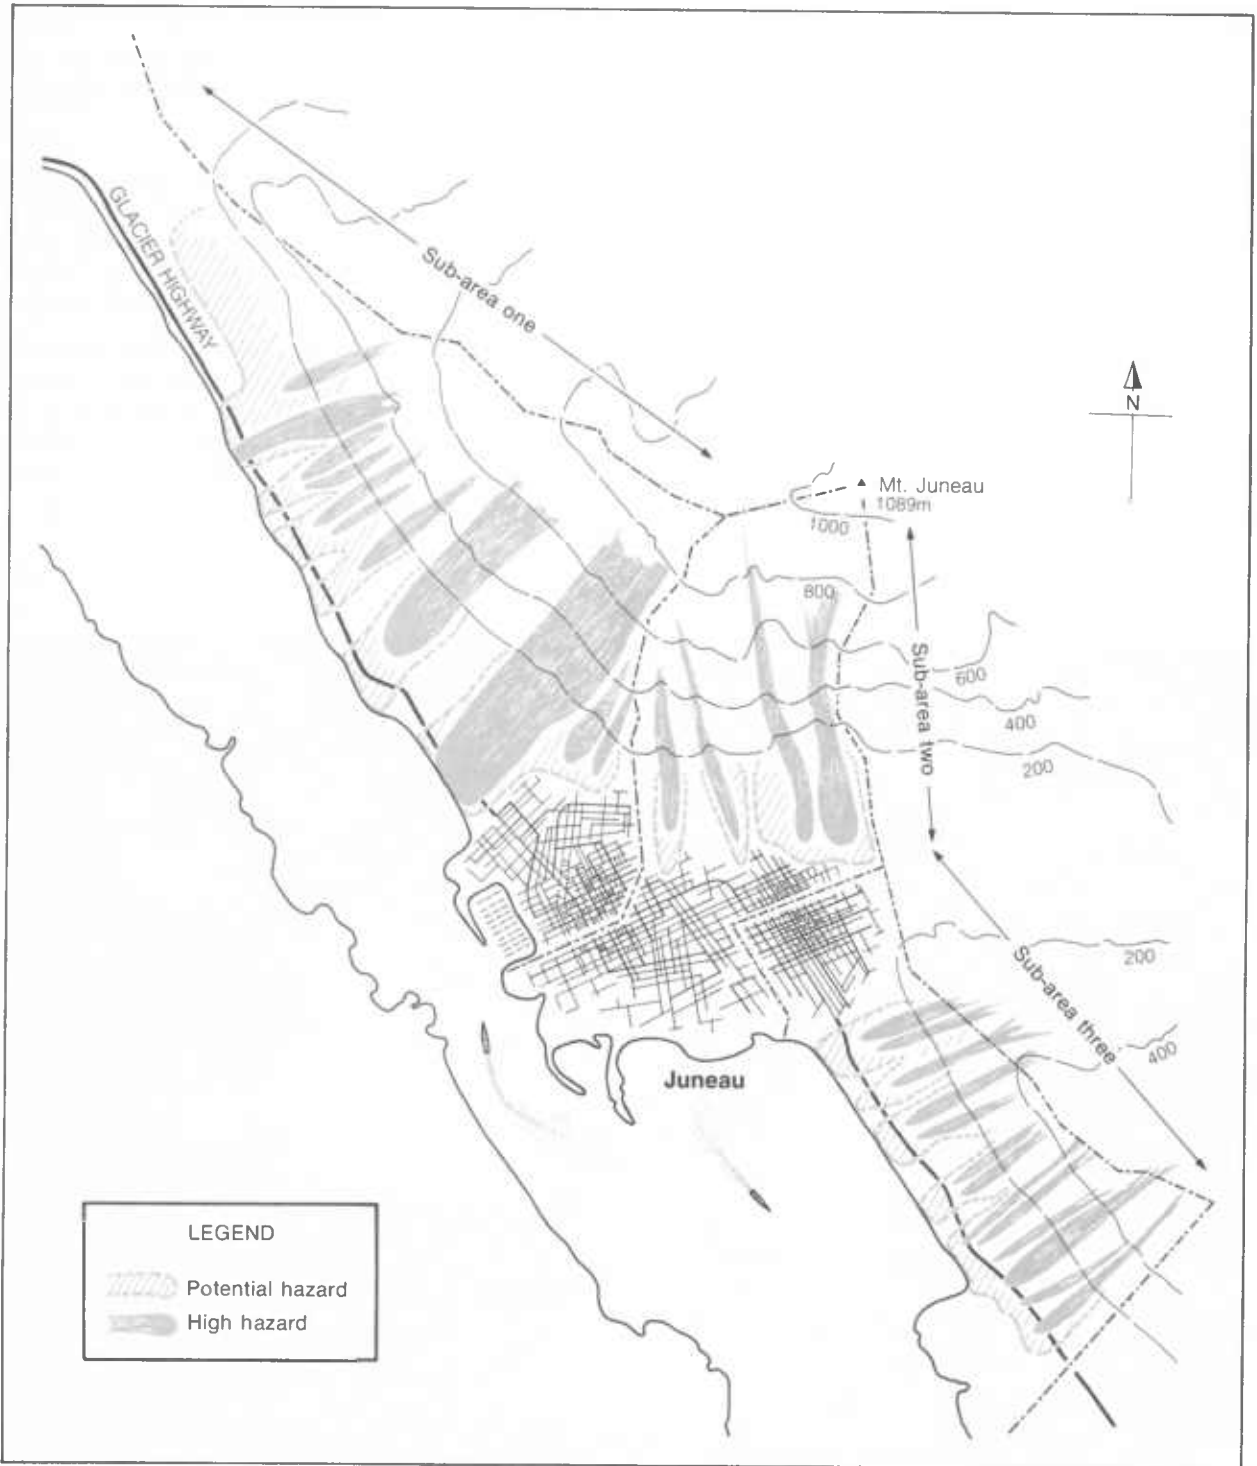 GLACIER HIGHWAY
Sub-area one
N
Mt. Juneau
1089m
1000
800
600
Sub-area two
400
200
200
Sub-area three
400
Juneau
LEGEND
Potential hazard
High hazard